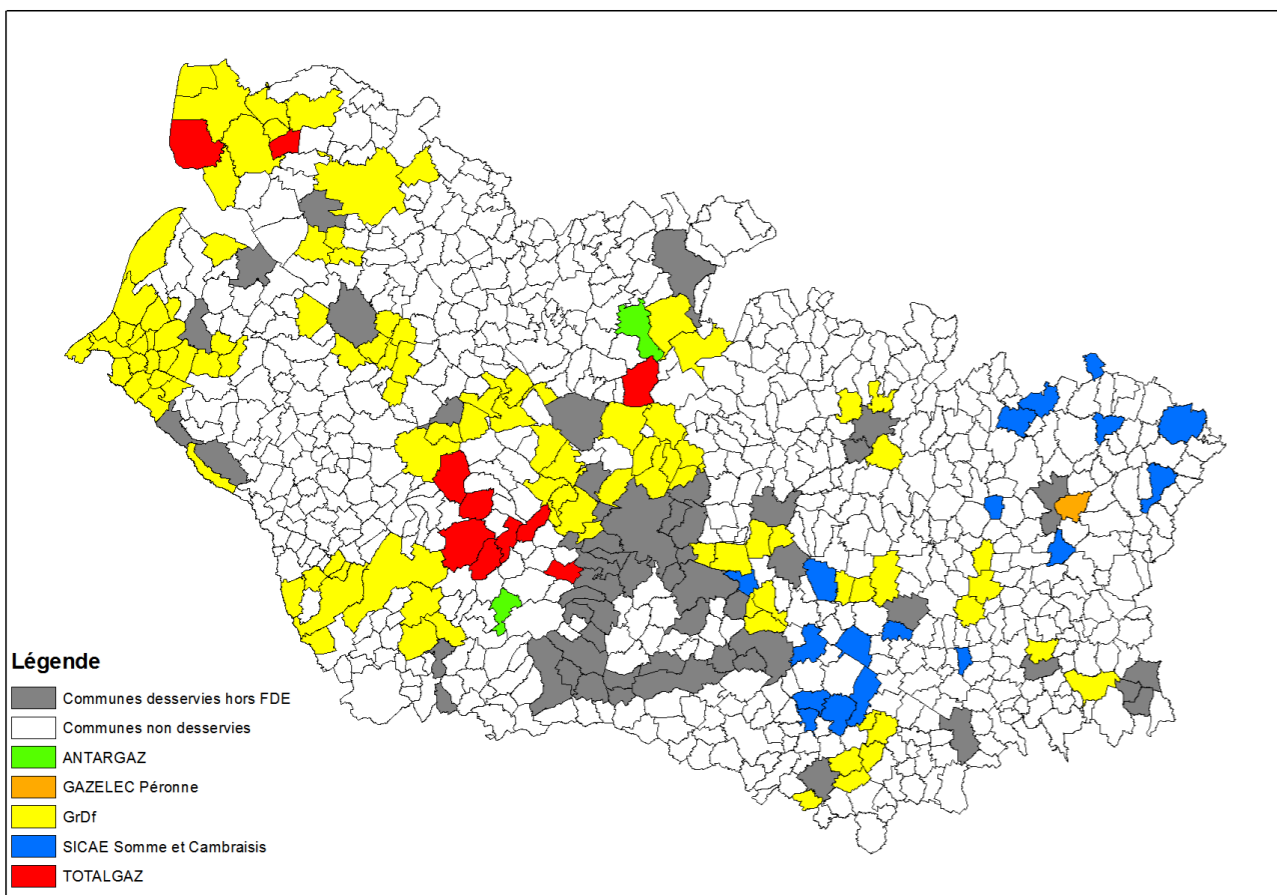 Légende
Communes desservies hors FDE
Communes non desservies
ANTARGAZ
GAZELEC Péronne
GrDf
SICAE Somme et Cambraisis
TOTALGAZ